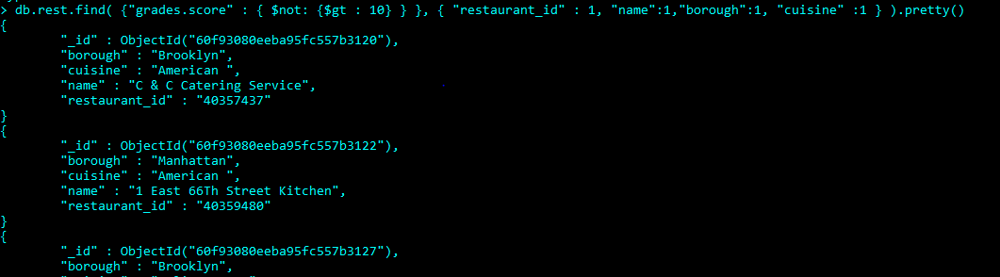 > db.rest.find( {"grades.score" : { $not: {$gt : 10} } }, { "restaurant_id" : 1, "name":1,"borough":1, "cuisine" :1 } ).pretty()
{
"_id" : ObjectId("60f93080eeba95fc557b3120"),
"borough" : "Brooklyn",
"cuisine" : "American ",
"name" : "C & C Catering Service",
"restaurant_id" : "40357437"
}
{
"_id" : ObjectId("60f93080eeba95fc557b3122"),
"borough" : "Manhattan",
"cuisine" : "American ",
"name" : "1 East 66Th Street Kitchen",
"restaurant_id" : "40359480"
}
{
"_id" : ObjectId("60f93080eeba95fc557b3127"),
"borough" : "Brooklyn",